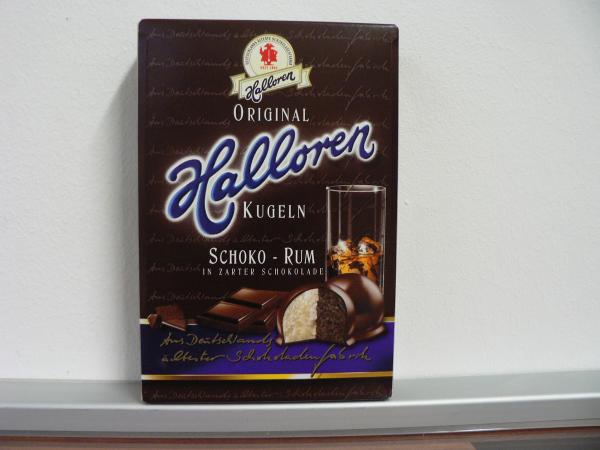 Halloren
ORIGINAL
Halloren
KUGELN
SCHOKO - RUM
IN ZARTER SCHOKOLADE
Aus Deutschlands
ältester Schokoladenfabrik